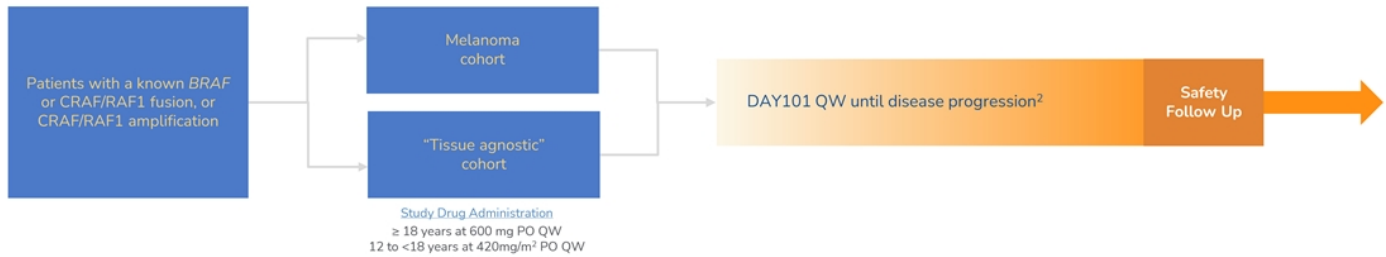 Patients with a known BRAF
or CRAF/RAF1 fusion, or
CRAF/RAF1 amplification
Melanoma
cohort
“Tissue agnostic”
cohort
Study Drug Administration
≥ 18 years at 600 mg PO QW
12 to <18 years at 420mg/m² PO QW
DAY101 QW until disease progression²
Safety
Follow Up